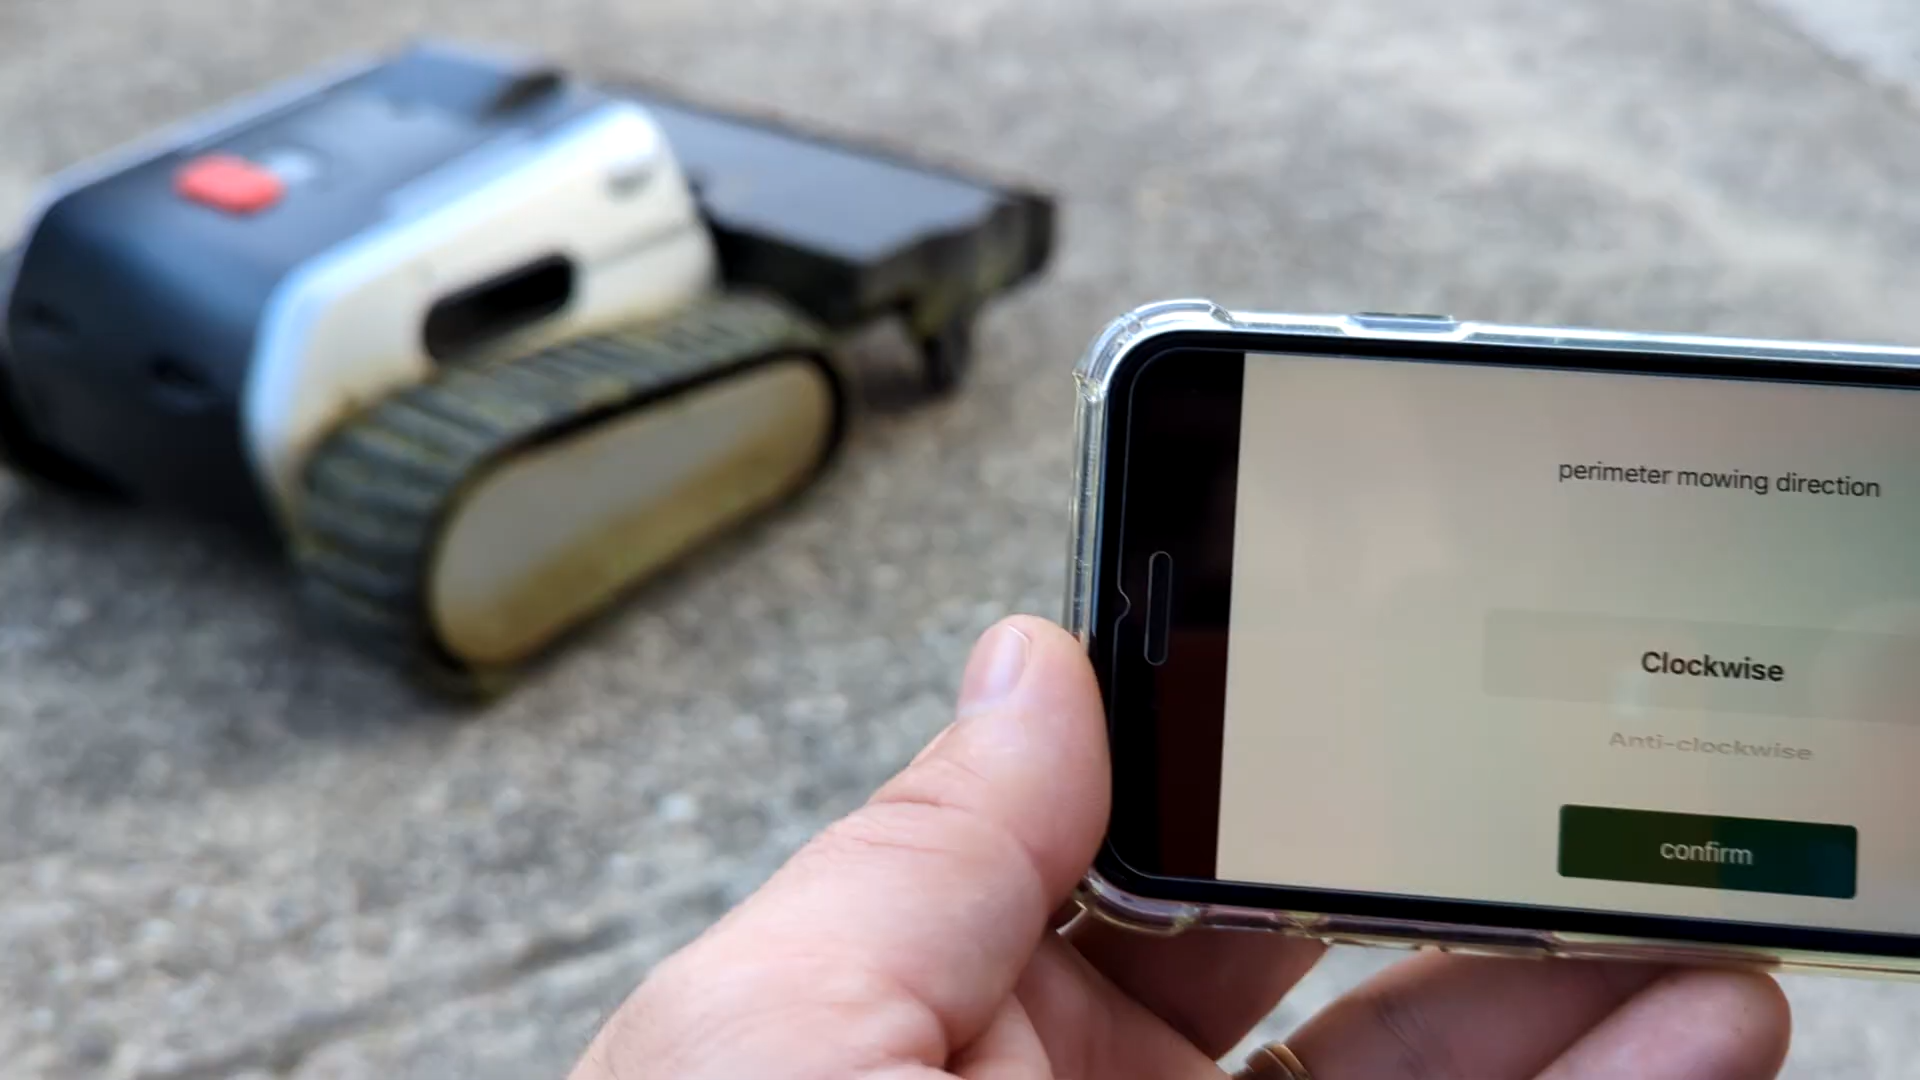 perimeter mowing direction
Clockwise
Anti-clockwise
confirm